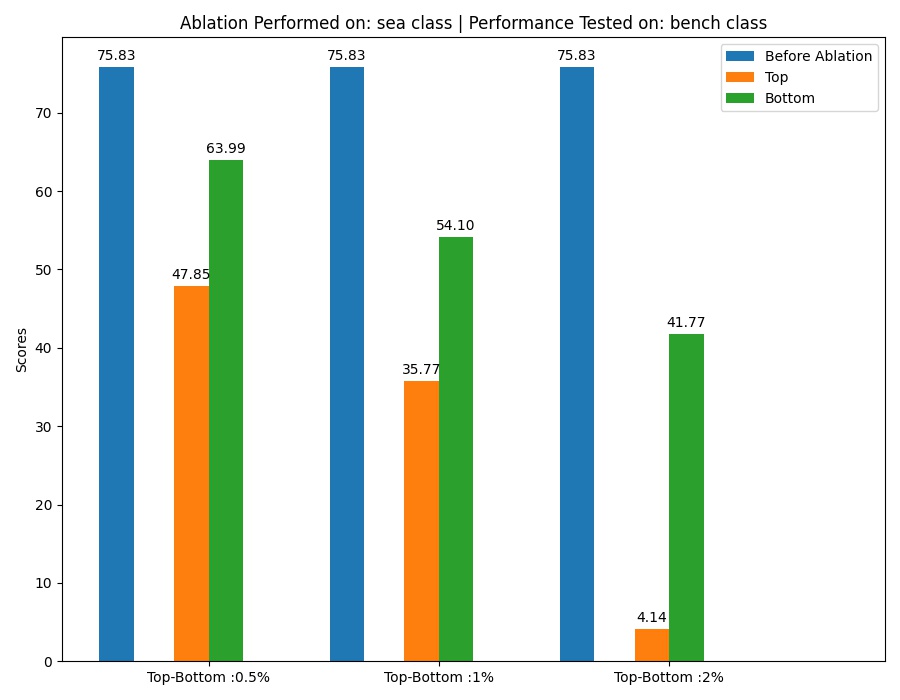 Ablation Performed on: sea class | Performance Tested on: bench class
75.83 75.83 75.83
Before Ablation
Top
Bottom
63.99
54.10
47.85
41.77
35.77
4.14
Scores
70
60
50
40
30
20
10
0
Top-Bottom :0.5% Top-Bottom :1% Top-Bottom :2%